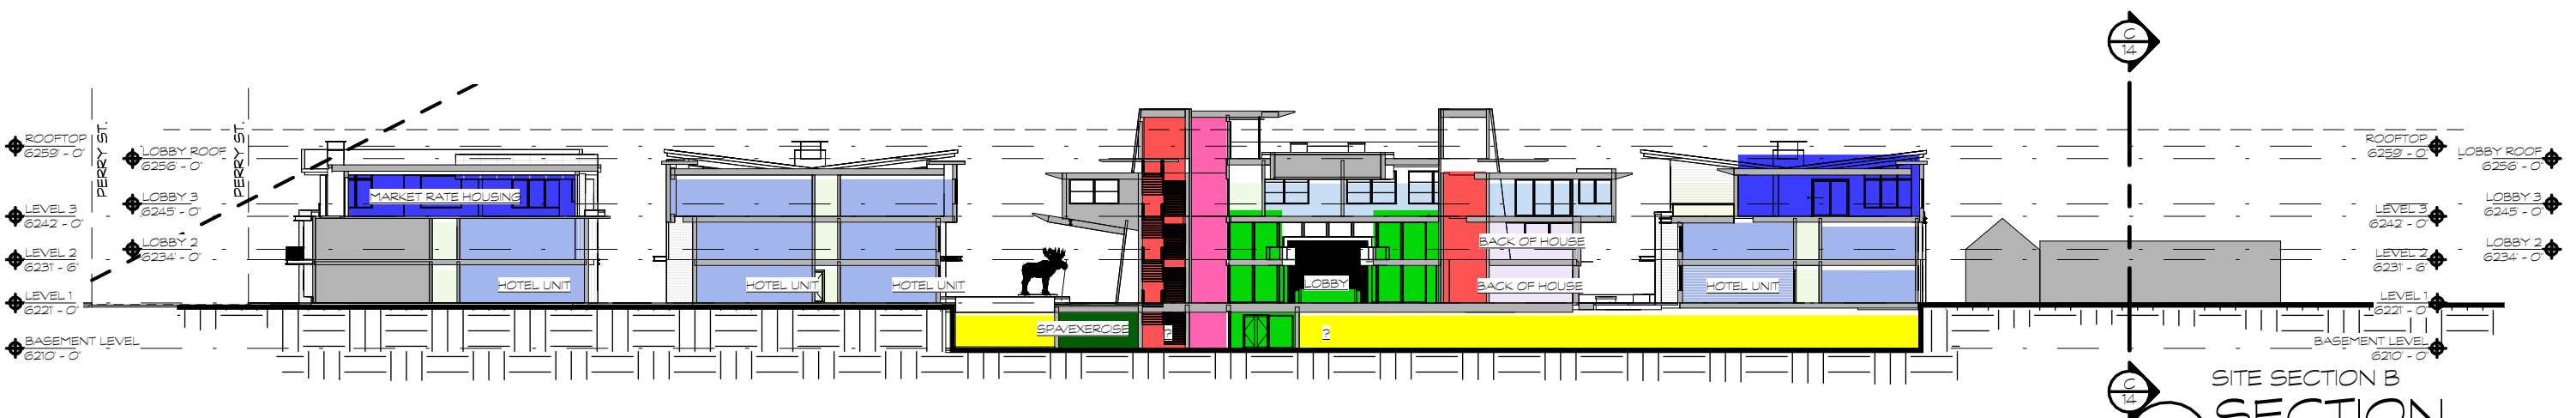 C
14
PERRY ST.
PERRY ST.
ROOFTOP
6259' - 0"
LOBBY ROOF
6256' - 0"
LOBBY 3
6245' - 0"
LEVEL 3
6242' - 0"
LOBBY 2
6234' - 0"
LEVEL 2
6231' - 6"
LEVEL 1
6221' - 0"
BASEMENT LEVEL
6210' - 0"
MARKET RATE HOUSING
HOTEL UNIT
HOTEL UNIT
HOTEL UNIT
SPA/EXERCISE
?
LOBBY
?
BACK OF HOUSE
BACK OF HOUSE
HOTEL UNIT
ROOFTOP
6259' - 0"
LOBBY ROOF
6256' - 0"
LOBBY 3
6245' - 0"
LEVEL 3
6242' - 0"
LOBBY 2
6234' - 0"
LEVEL 2
6231' - 6"
LEVEL 1
6221' - 0"
BASEMENT LEVEL
6210' - 0"
C
14
SITE SECTION B
SECTION